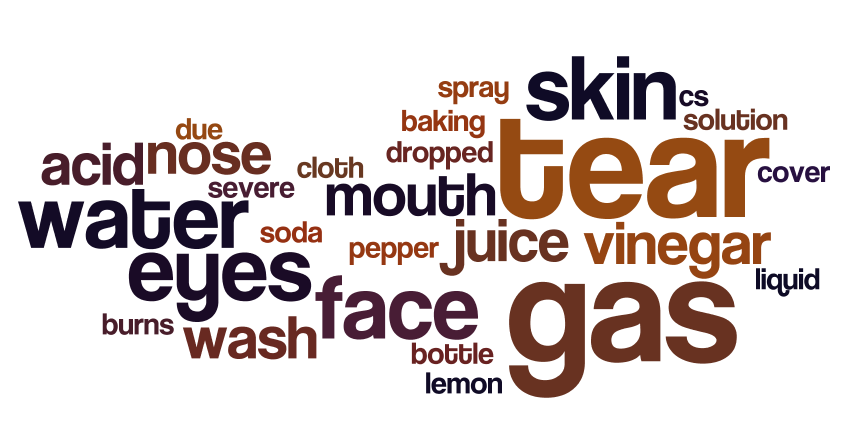 skin
spray
cs
baking
solution
due
tear
dropped
nose
acid
cloth
cover
severe
mouth
water
soda
pepper
juice
vinegar
eyes
liquid
face
gas
burns
wash
bottle
lemon